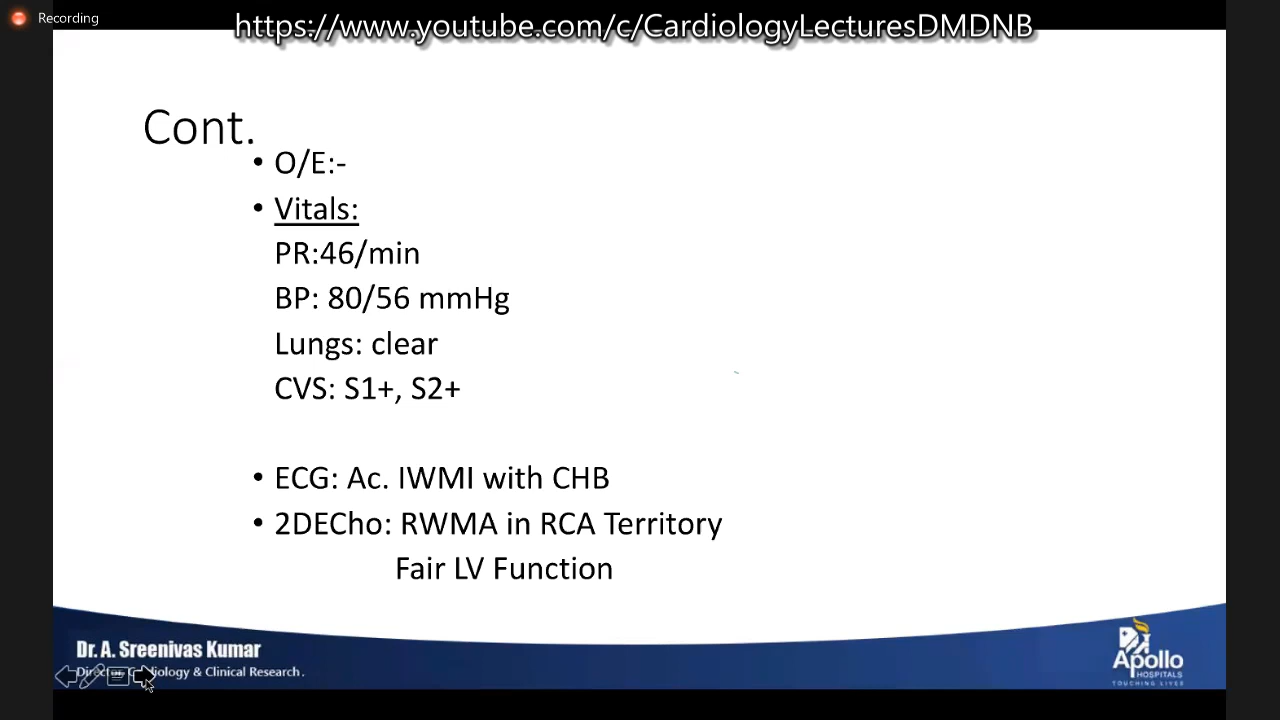 Recording
https://www.youtube.com/c/CardiologyLecturesDMDNB
Cont.
• O/E:-
• Vitals:
PR:46/min
BP: 80/56 mmHg
Lungs: clear
CVS: S1+, S2+
• ECG: Ac. IWMI with CHB
• 2DECho: RWMA in RCA Territory
Fair LV Function
Dr. A. Sreenivas Kumar
Director Cardiology & Clinical Research.
Apollo
HOSPITALS
TOUCHING LIVES